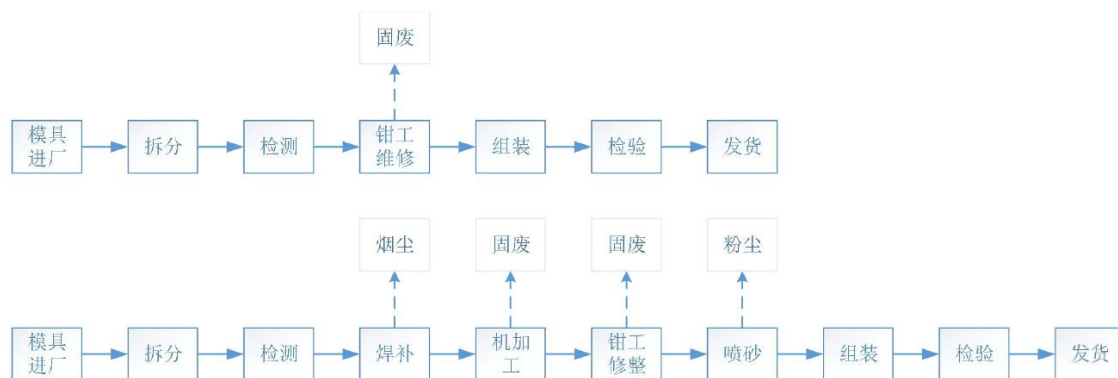 固废
模具
进厂
拆分
检测
钳工
维修
组装
检验
发货
烟尘
固废
固废
粉尘
模具
进厂
拆分
检测
焊补
机加
工
钳工
修整
喷砂
组装
检验
发货